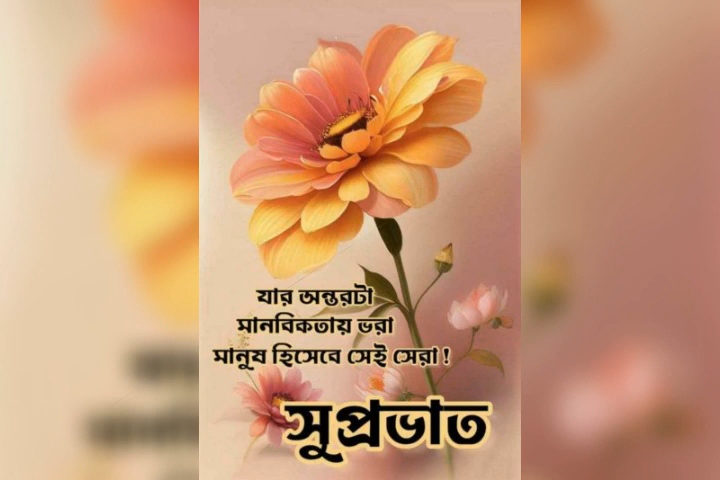 যার অন্তরটা
মানবিকতায় ভরা
মানুষ হিসেবে সেই সেরা !
সুপ্রভাত